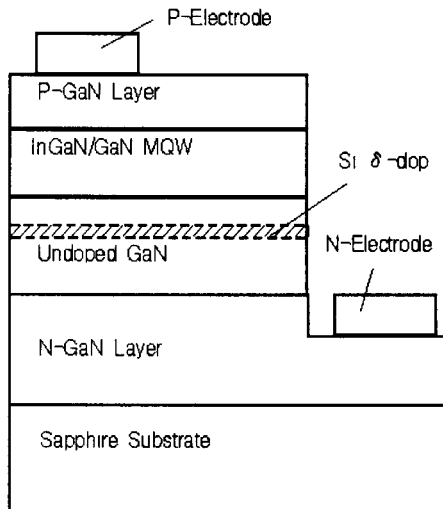 P-Electrode
P-GaN Layer
InGaN/GaN MQW
Si δ-dop
Undoped GaN
N-Electrode
N-GaN Layer
Sapphire Substrate